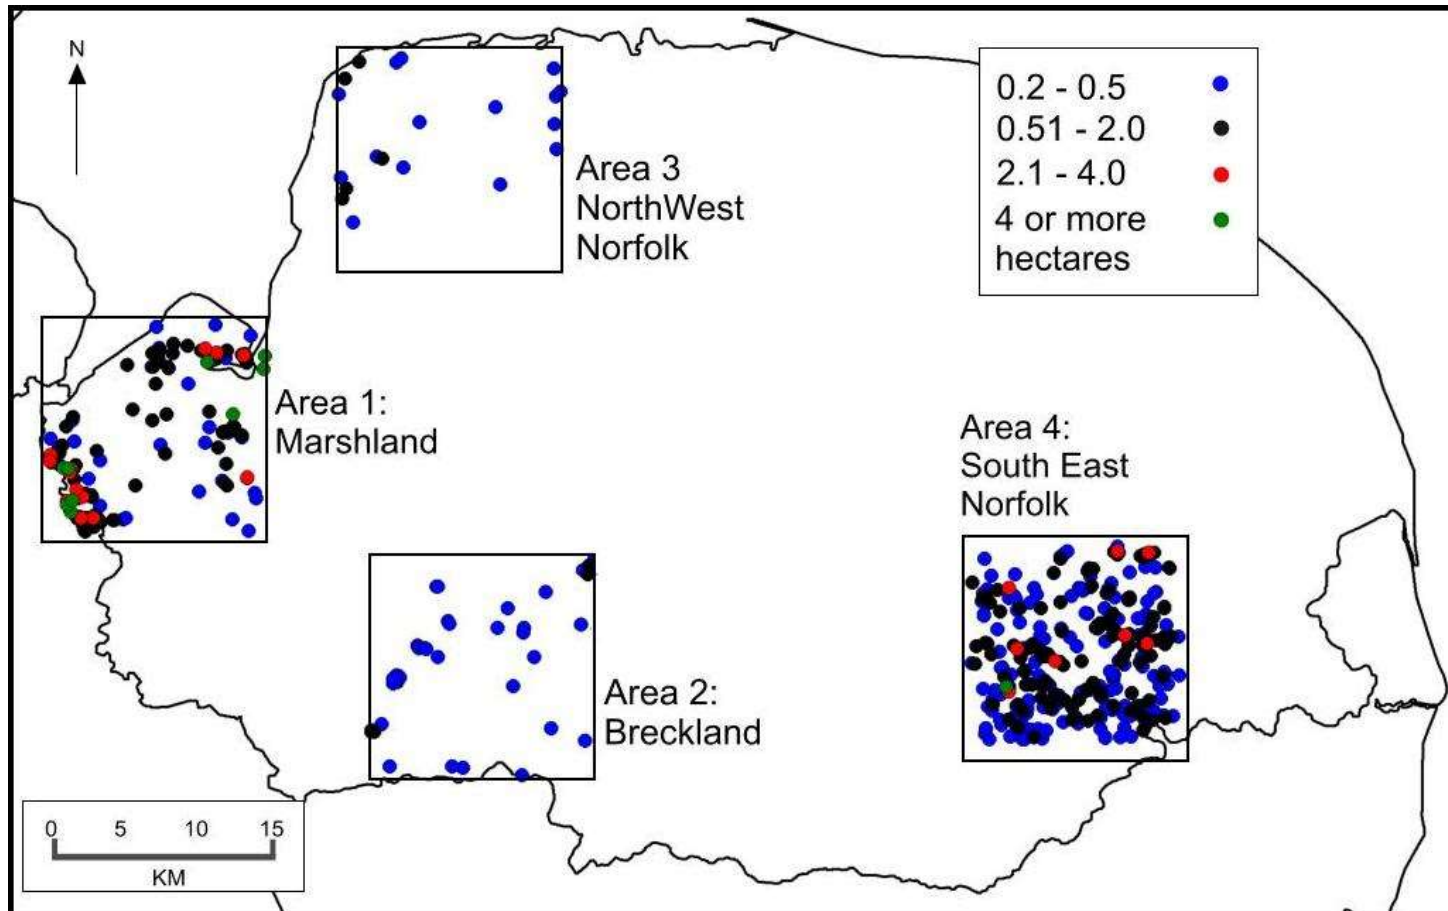 N
0.2 - 0.5
0.51 - 2.0
2.1 - 4.0
4 or more
hectares
Area 3
NorthWest
Norfolk
Area 1:
Marshland
Area 4:
South East
Norfolk
Area 2:
Breckland
0 5 10 15
KM